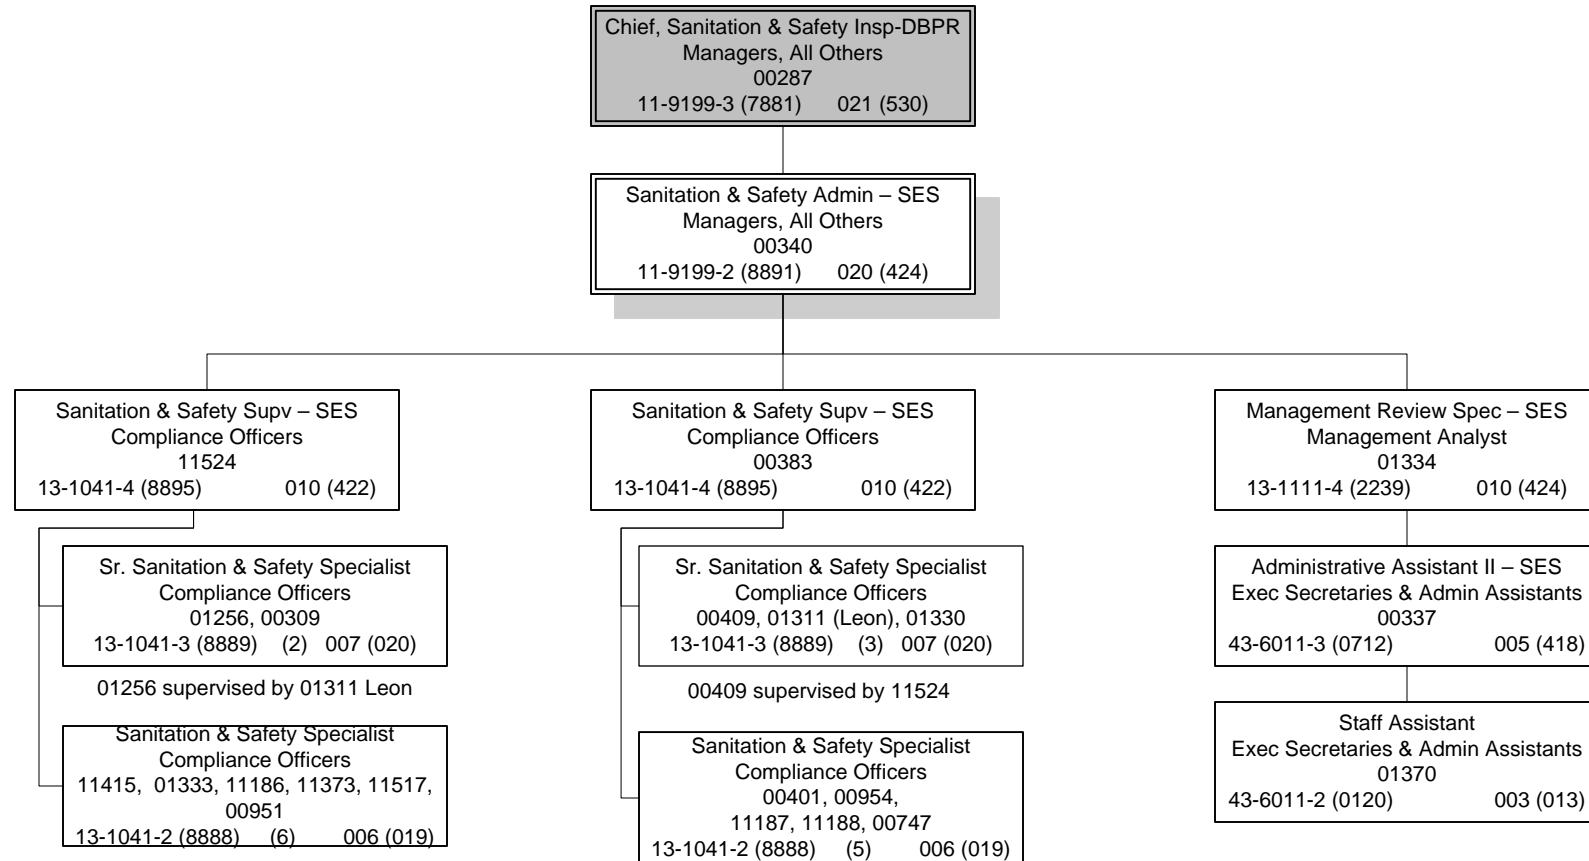 Chief, Sanitation & Safety Insp-DBPR
Managers, All Others
00287
11-9199-3 (7881) 021 (530)
Sanitation & Safety Admin – SES
Managers, All Others
00340
11-9199-2 (8891) 020 (424)
Sanitation & Safety Supv – SES
Compliance Officers
11524
13-1041-4 (8895) 010 (422)
Sr. Sanitation & Safety Specialist
Compliance Officers
01256, 00309
13-1041-3 (8889) (2) 007 (020)
01256 supervised by 01311 Leon
Sanitation & Safety Specialist
Compliance Officers
11415, 01333, 11186, 11373, 11517,
00951
13-1041-2 (8888) (6) 006 (019)
Sanitation & Safety Supv – SES
Compliance Officers
00383
13-1041-4 (8895) 010 (422)
Sr. Sanitation & Safety Specialist
Compliance Officers
00409, 01311 (Leon), 01330
13-1041-3 (8889) (3) 007 (020)
00409 supervised by 11524
Sanitation & Safety Specialist
Compliance Officers
00401, 00954,
11187, 11188, 00747
13-1041-2 (8888) (5) 006 (019)
Management Review Spec – SES
Management Analyst
01334
13-1111-4 (2239) 010 (424)
Administrative Assistant II – SES
Exec Secretaries & Admin Assistants
00337
43-6011-3 (0712) 005 (418)
Staff Assistant
Exec Secretaries & Admin Assistants
01370
43-6011-2 (0120) 003 (013)